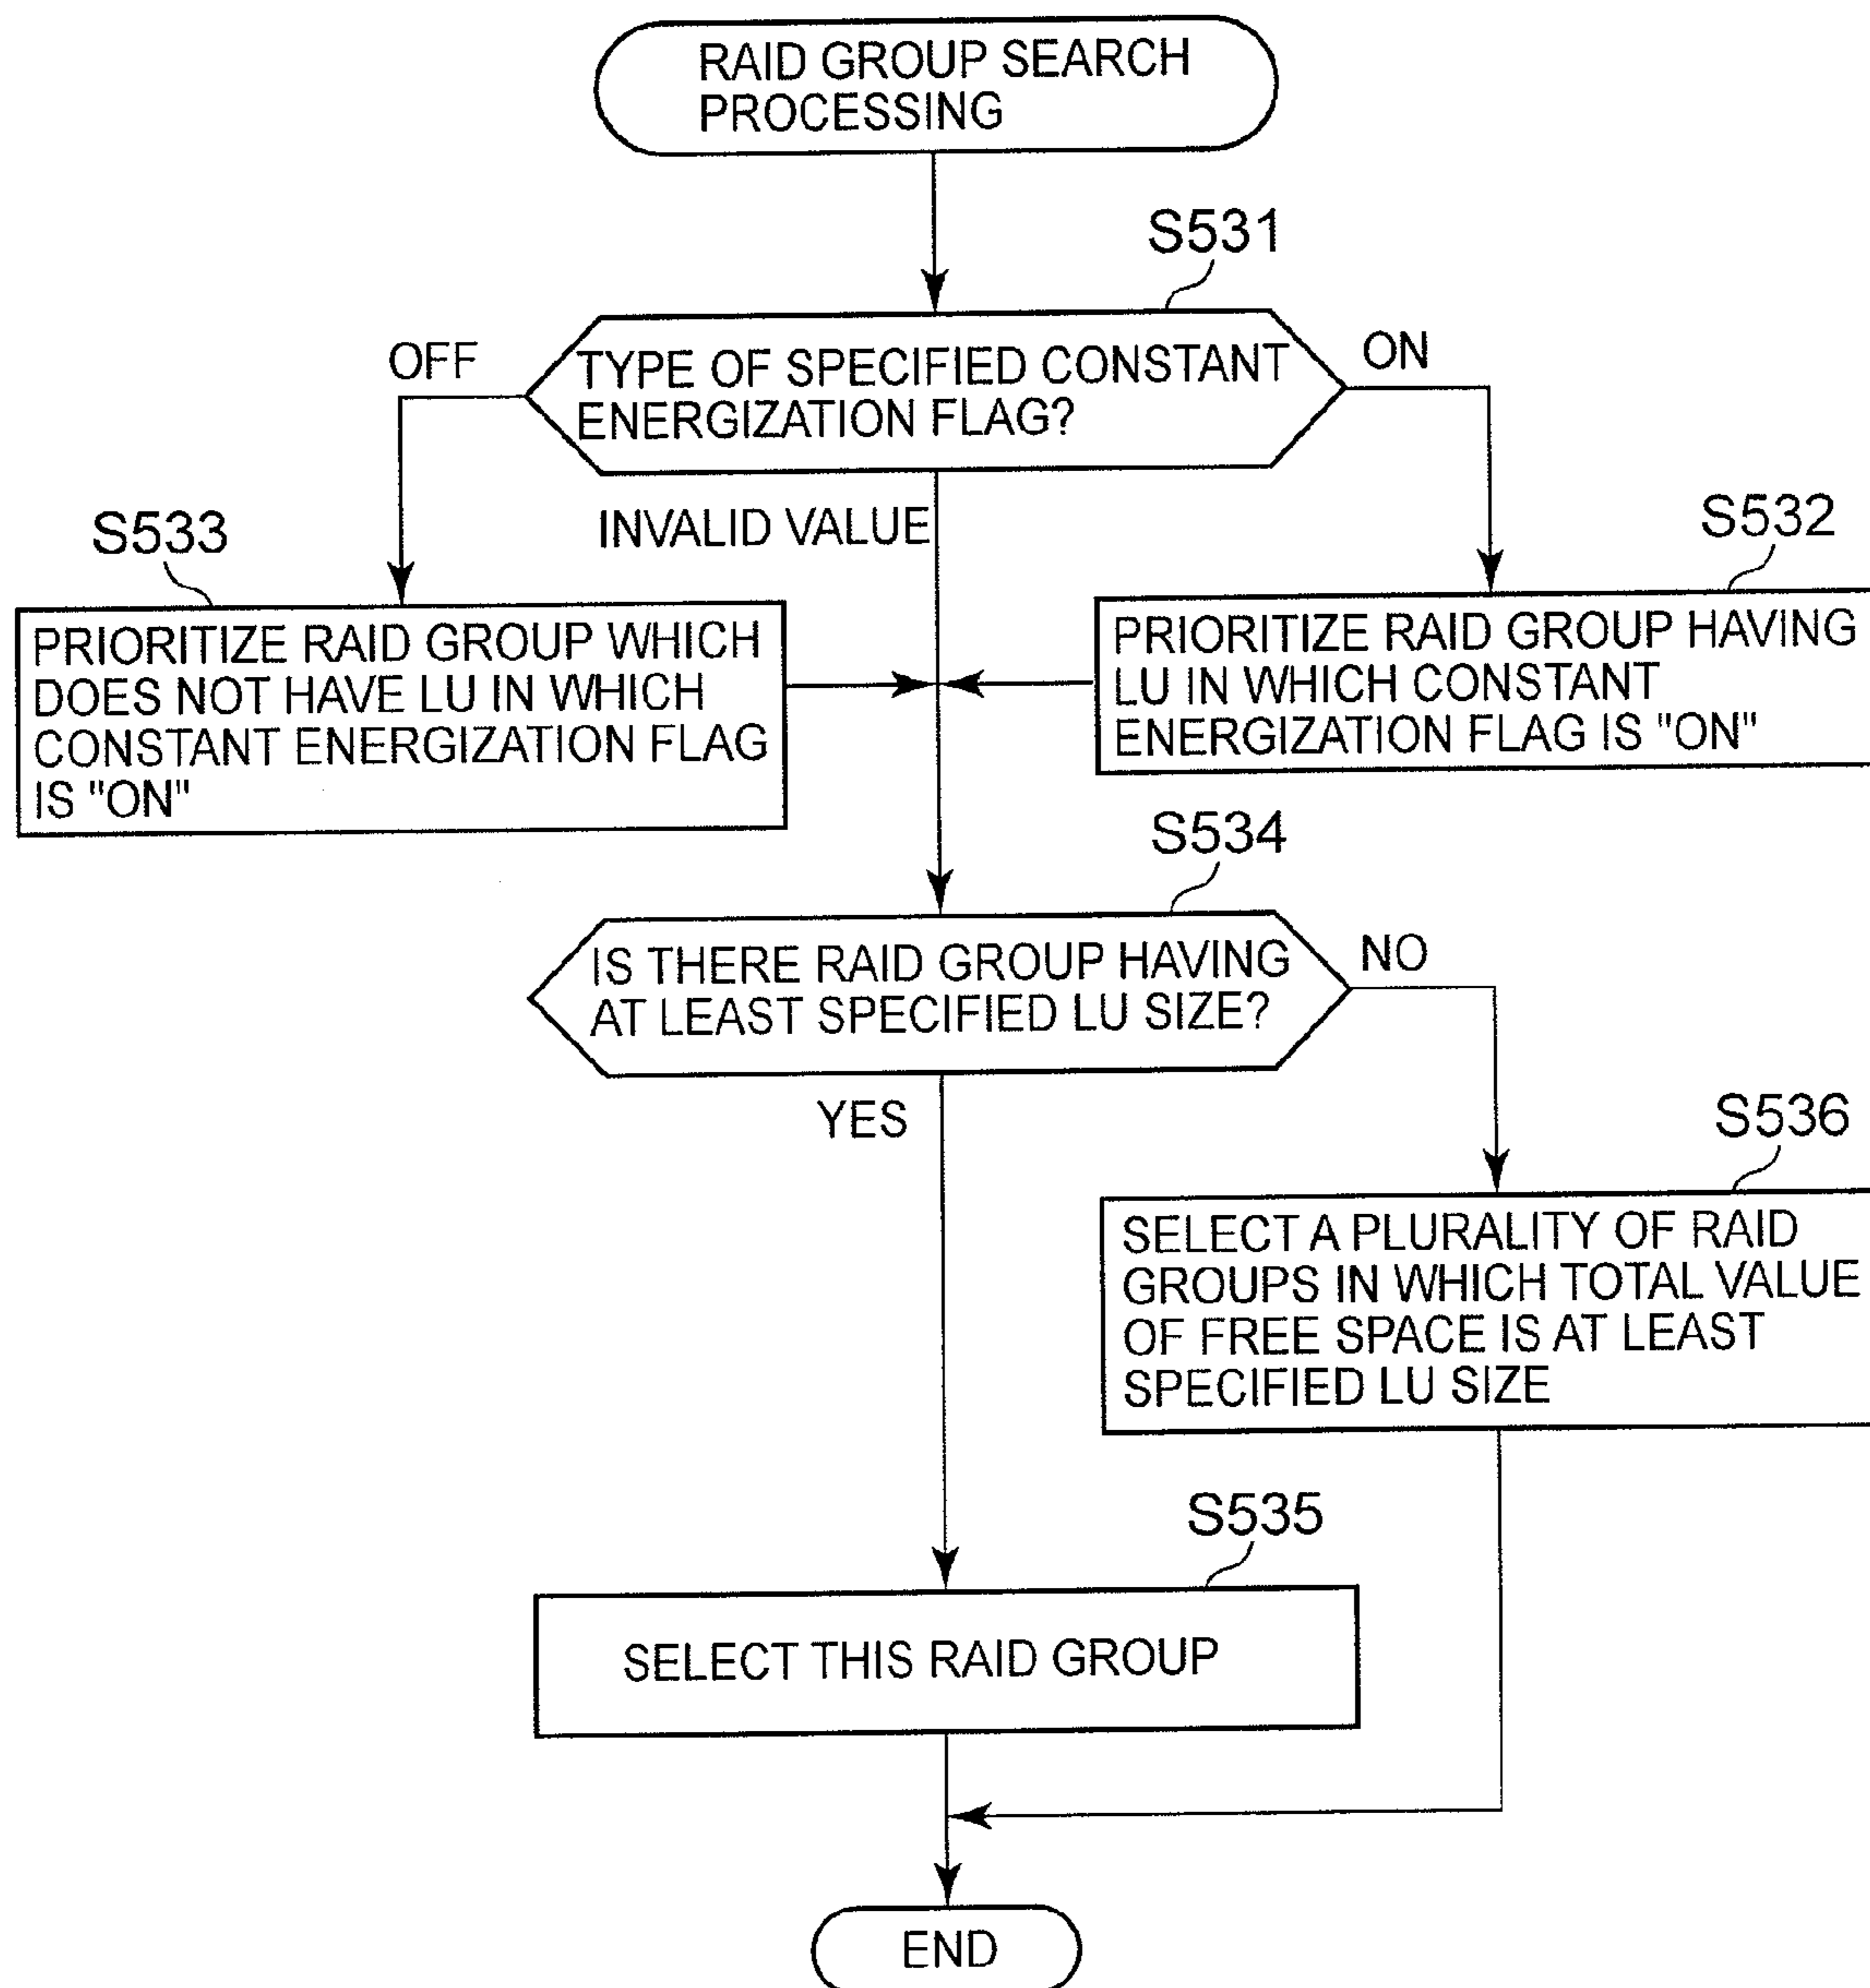 RAID GROUP SEARCH
PROCESSING
S531
OFF
TYPE OF SPECIFIED CONSTANT
ENERGIZATION FLAG?
ON
S533
INVALID VALUE
S532
PRIORITIZE RAID GROUP WHICH
DOES NOT HAVE LU IN WHICH
CONSTANT ENERGIZATION FLAG
IS "ON"
PRIORITIZE RAID GROUP HAVING
LU IN WHICH CONSTANT
ENERGIZATION FLAG IS "ON"
S534
IS THERE RAID GROUP HAVING
AT LEAST SPECIFIED LU SIZE?
NO
YES
S536
SELECT A PLURALITY OF RAID
GROUPS IN WHICH TOTAL VALUE
OF FREE SPACE IS AT LEAST
SPECIFIED LU SIZE
S535
SELECT THIS RAID GROUP
END